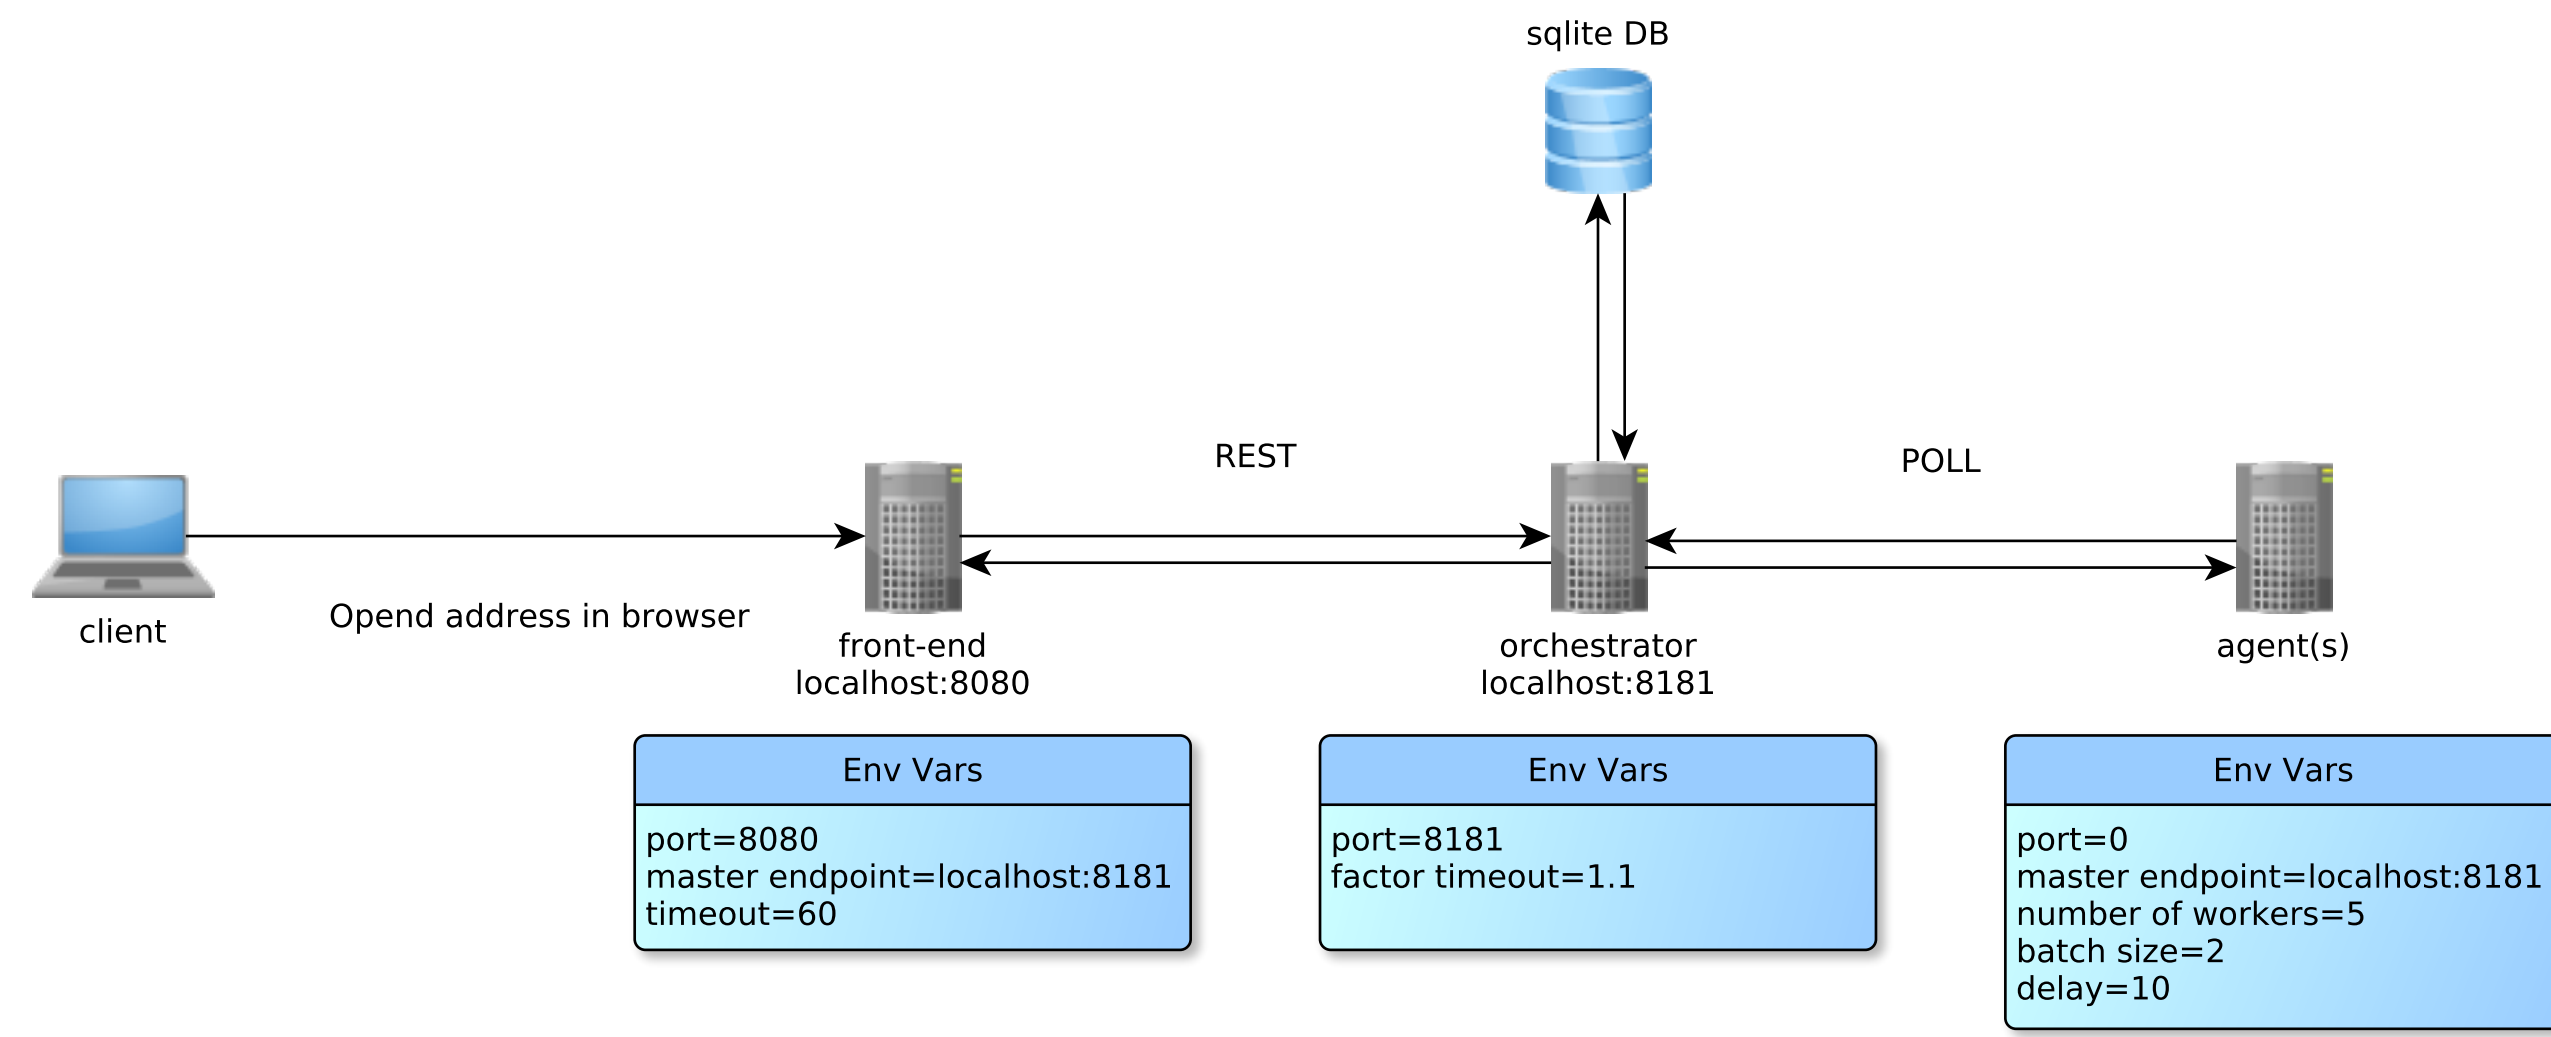 sqlite DB
REST
POLL
client
Opend address in browser
front-end
localhost:8080
orchestrator
localhost:8181
agent(s)
Env Vars
port=8080
master endpoint=localhost:8181
timeout=60
Env Vars
port=8181
factor timeout=1.1
Env Vars
port=0
master endpoint=localhost:8181
number of workers=5
batch size=2
delay=10